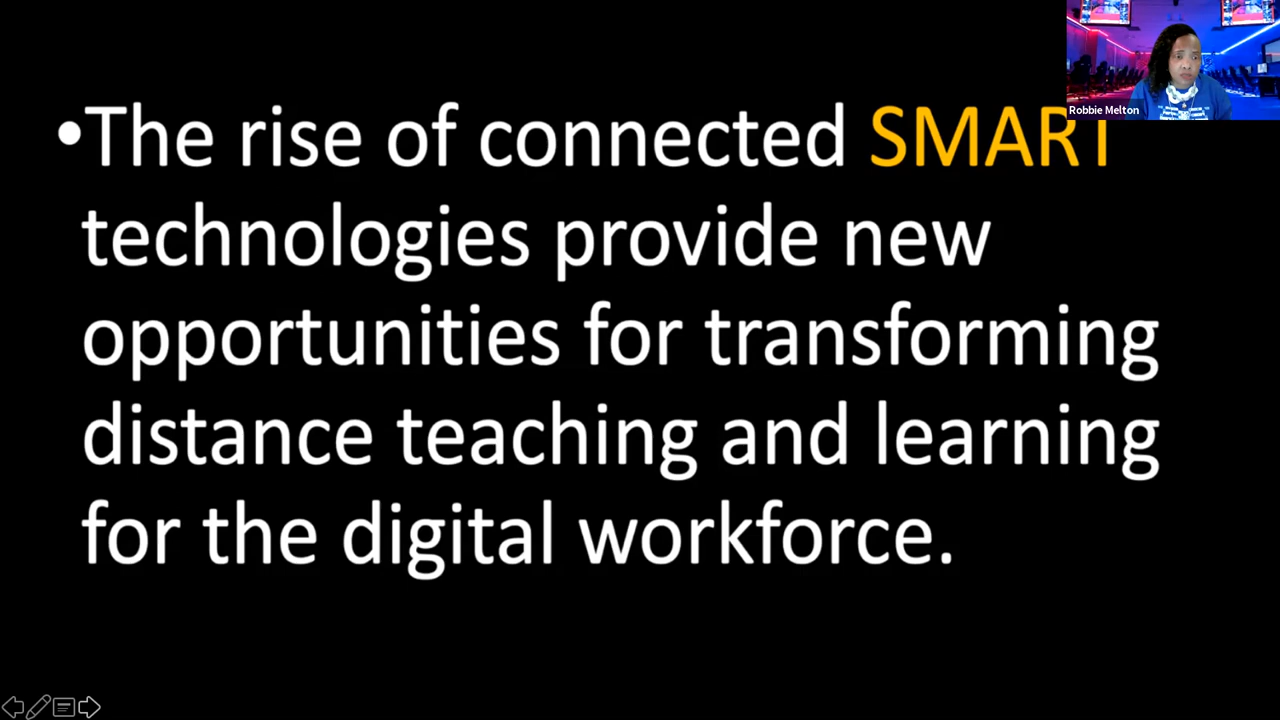 •The rise of connected SMART
technologies provide new
opportunities for transforming
distance teaching and learning
for the digital workforce.
Robbie Melton